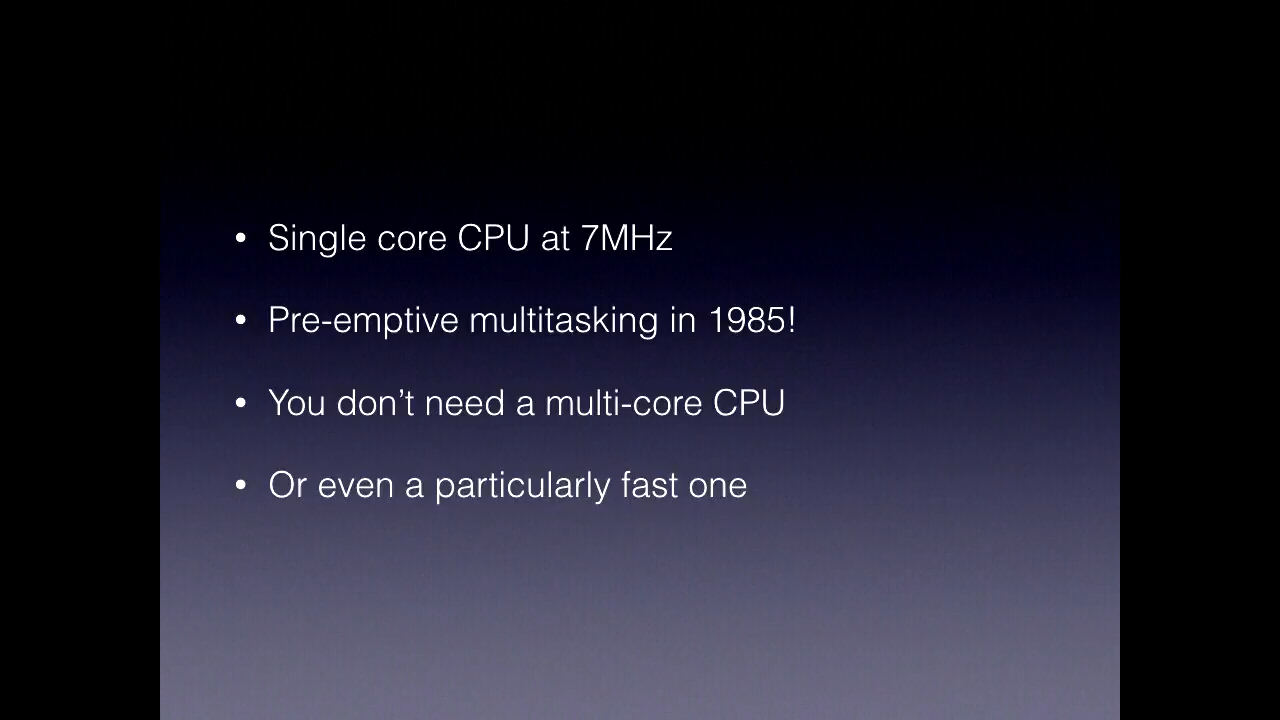 • Single core CPU at 7MHz
• Pre-emptive multitasking in 1985!
• You don’t need a multi-core CPU
• Or even a particularly fast one